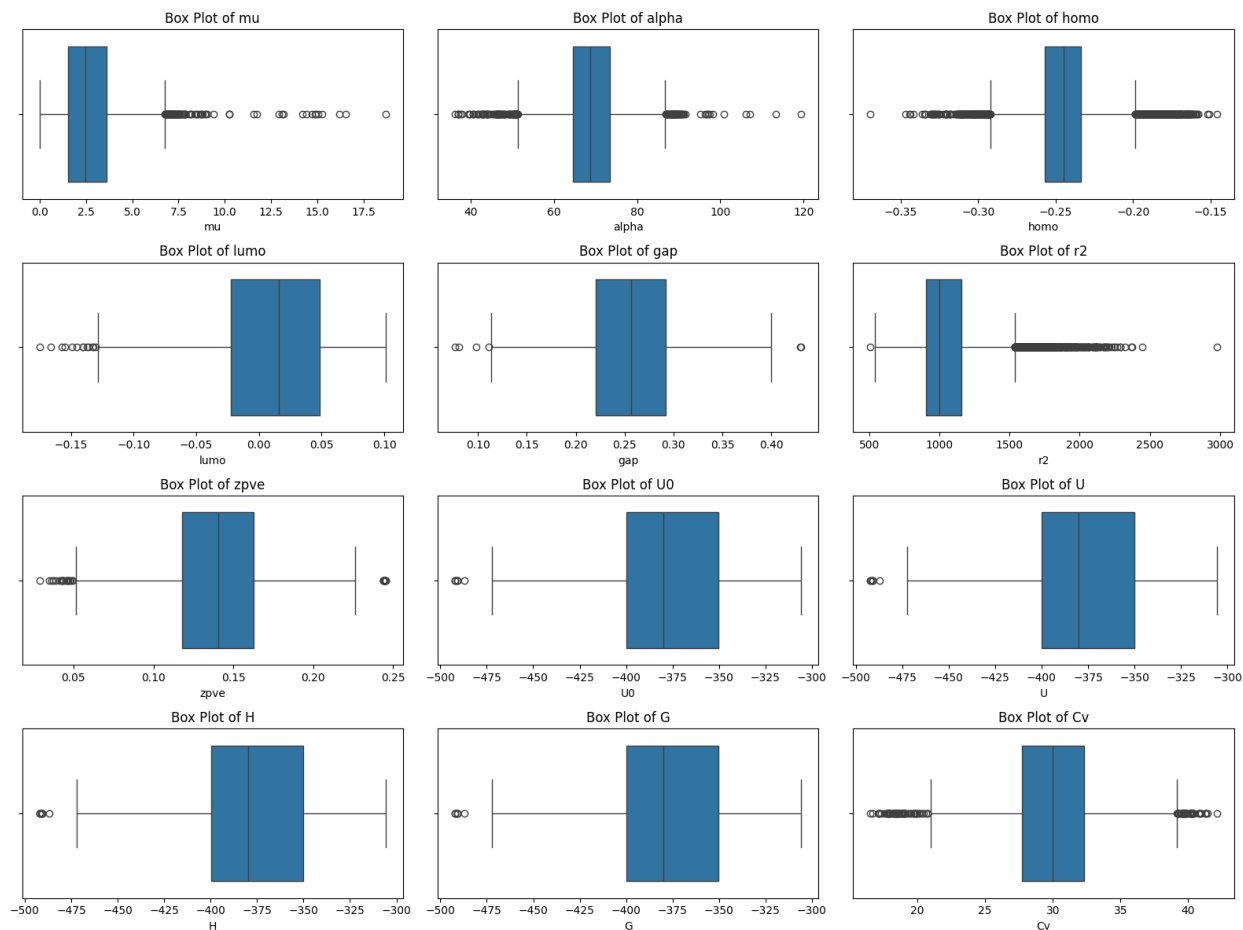 Box Plot of mu
0.0 2.5 5.0 7.5 10.0 12.5 15.0 17.5
mu
Box Plot of alpha
40 60 80 100 120
alpha
Box Plot of homo
−0.35 −0.30 −0.25 −0.20 −0.15
homo
Box Plot of lumo
−0.15 −0.10 −0.05 0.00 0.05 0.10
lumo
Box Plot of gap
0.10 0.20 0.30 0.20 0.30 0.40
gap
Box Plot of r2
500 1000 1500 2000 2500 3000
r2
Box Plot of zpve
0.05 0.10 0.15 0.20 0.25
zpve
Box Plot of U0
−500 −475 −450 −425 −400 −375 −350 −325 −300
U0
Box Plot of U
−500 −475 −450 −425 −400 −375 −350 −325 −300
U
Box Plot of H
−500 −475 −450 −425 −400 −375 −350 −325 −300
H
Box Plot of G
−500 −475 −450 −425 −400 −375 −350 −325 −300
G
Box Plot of Cv
20 25 30 35 40
Cv